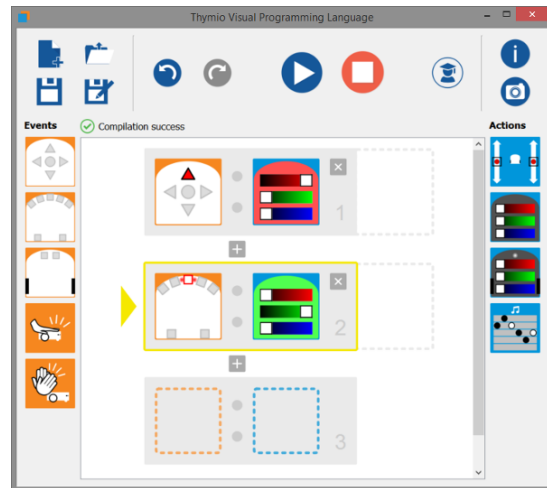 Thymio Visual Programming Language
Events
Compilation success
Actions
1
2
3